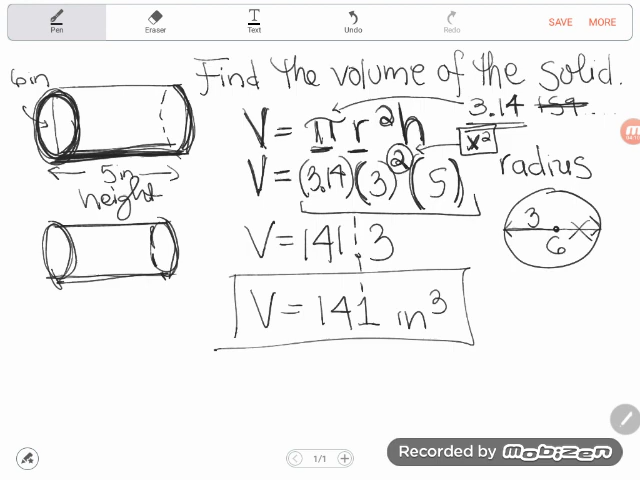 Pen
Eraser
Text
Undo
Redo
SAVE
MORE
6in
Find the volume of the solid.
V = πr²h
3.14 159...
x²
V = (3.14)(3)²(5)
radius
5in
height
3
6
V = 141.3
V = 141 in³
1/1
Recorded by mobizen